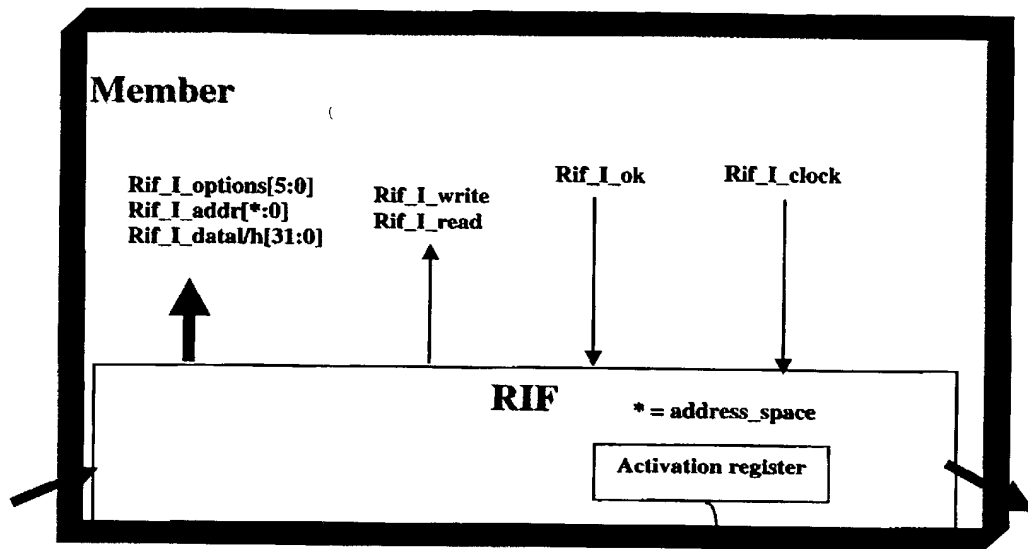 Member
Rif_I_options[5:0]
Rif_I_addr[*:0]
Rif_I_datal/h[31:0]
Rif_I_write
Rif_I_read
Rif_I_ok
Rif_I_clock
RIF
* = address_space
Activation register